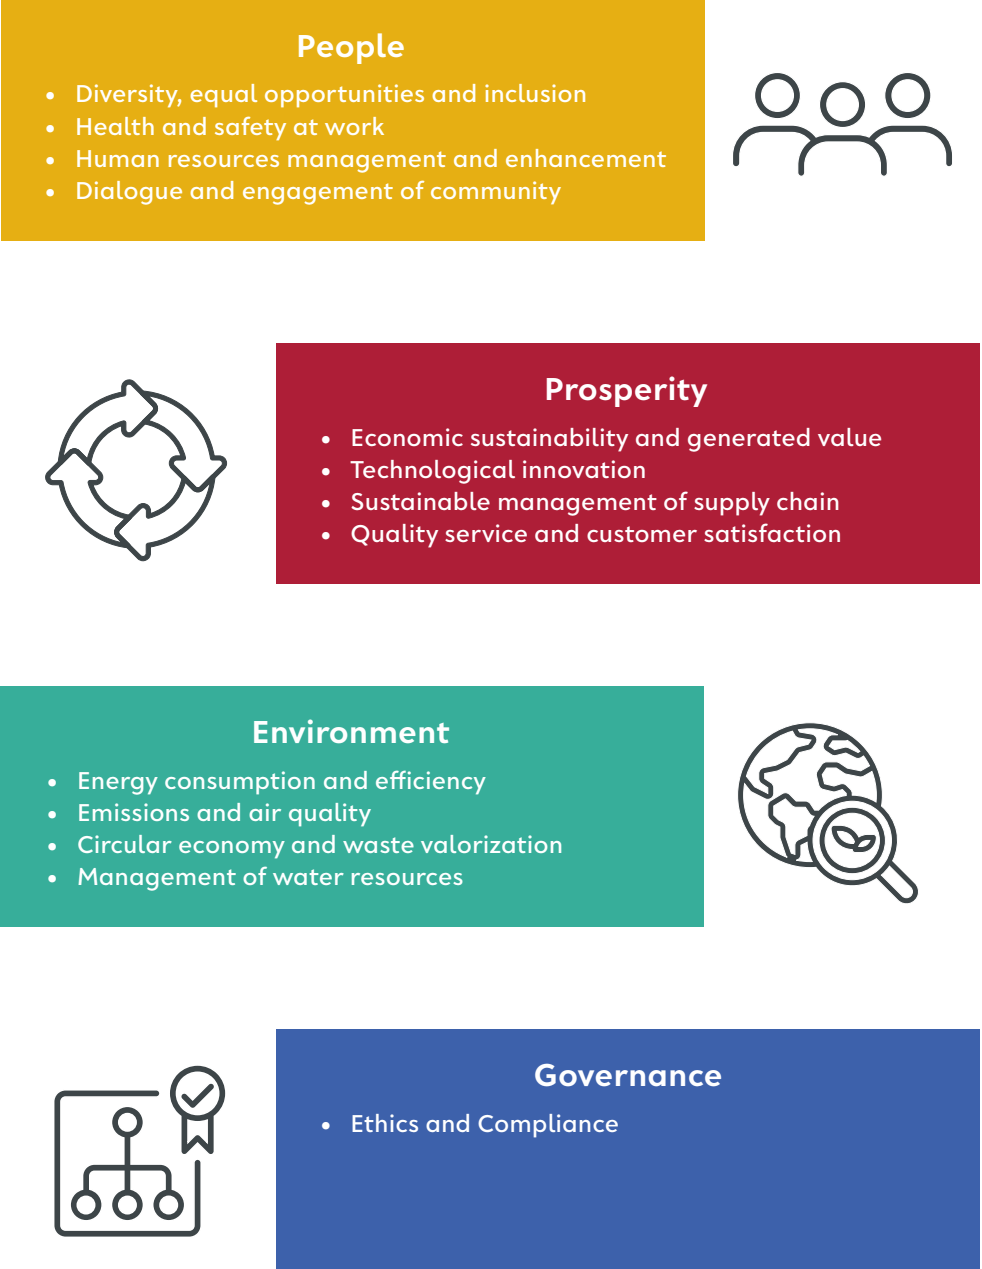 People
• Diversity, equal opportunities and inclusion
• Health and safety at work
• Human resources management and enhancement
• Dialogue and engagement of community
Prosperity
• Economic sustainability and generated value
• Technological innovation
• Sustainable management of supply chain
• Quality service and customer satisfaction
Environment
• Energy consumption and efficiency
• Emissions and air quality
• Circular economy and waste valorization
• Management of water resources
Governance
• Ethics and Compliance